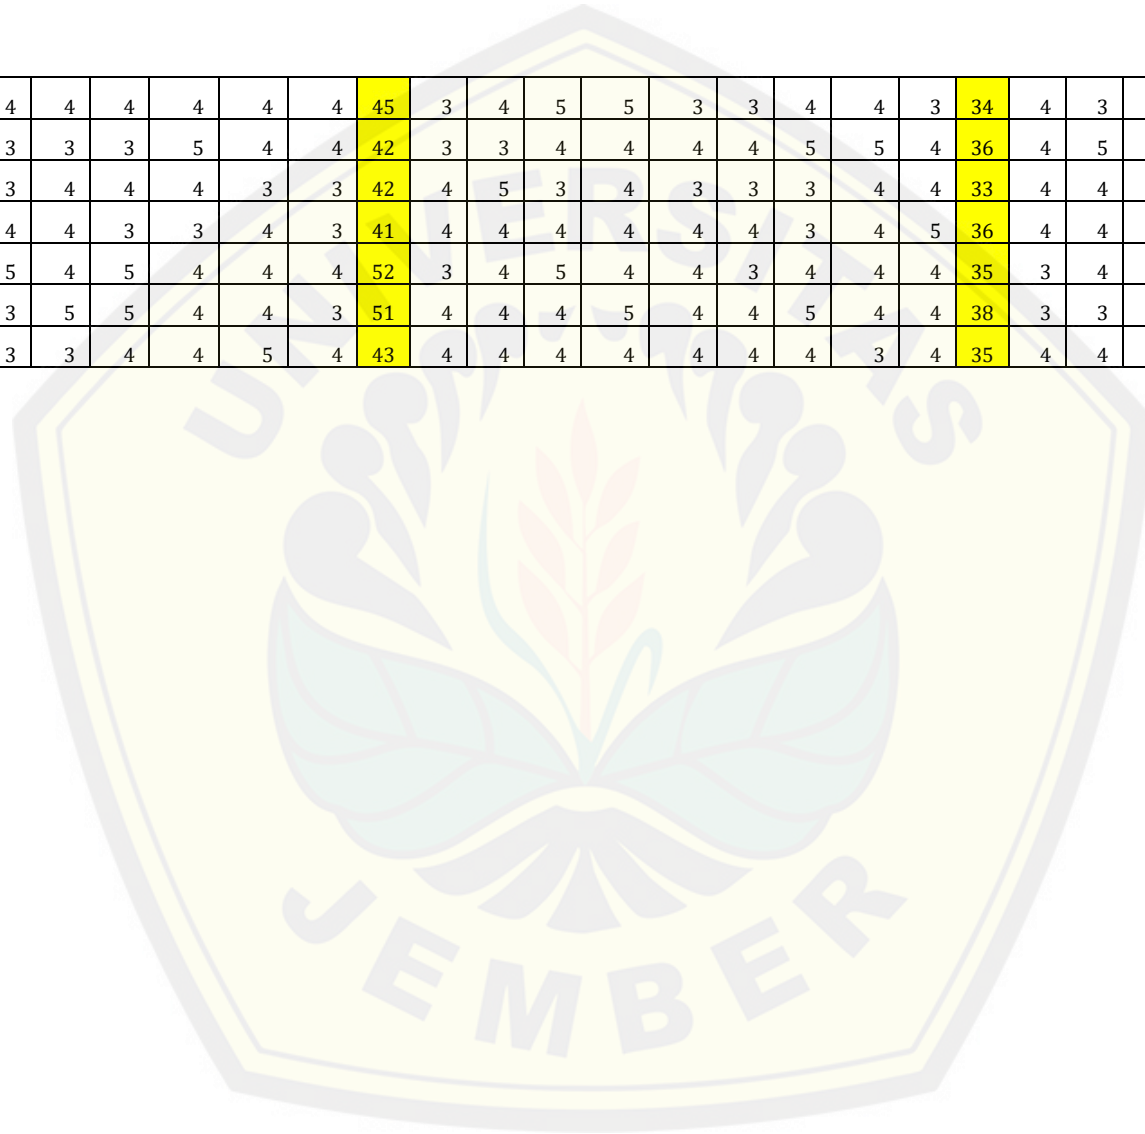 4 4 4 4 4 4 45 3 4 5 5 3 3 4 4 3 34 4 3
3 3 3 5 4 4 42 3 3 4 4 4 4 5 5 4 36 4 5
3 4 4 4 3 3 42 4 5 3 4 3 3 3 4 4 33 4 4
4 4 3 3 4 3 41 4 4 4 4 4 4 3 4 5 36 4 4
5 4 5 4 4 4 52 3 4 5 4 4 3 4 4 4 35 3 4
3 5 5 4 4 3 51 4 4 4 5 4 4 5 4 4 38 3 3
3 3 4 4 5 4 43 4 4 4 4 4 4 4 3 4 35 4 4
UNIVERSITAS
JEMBER